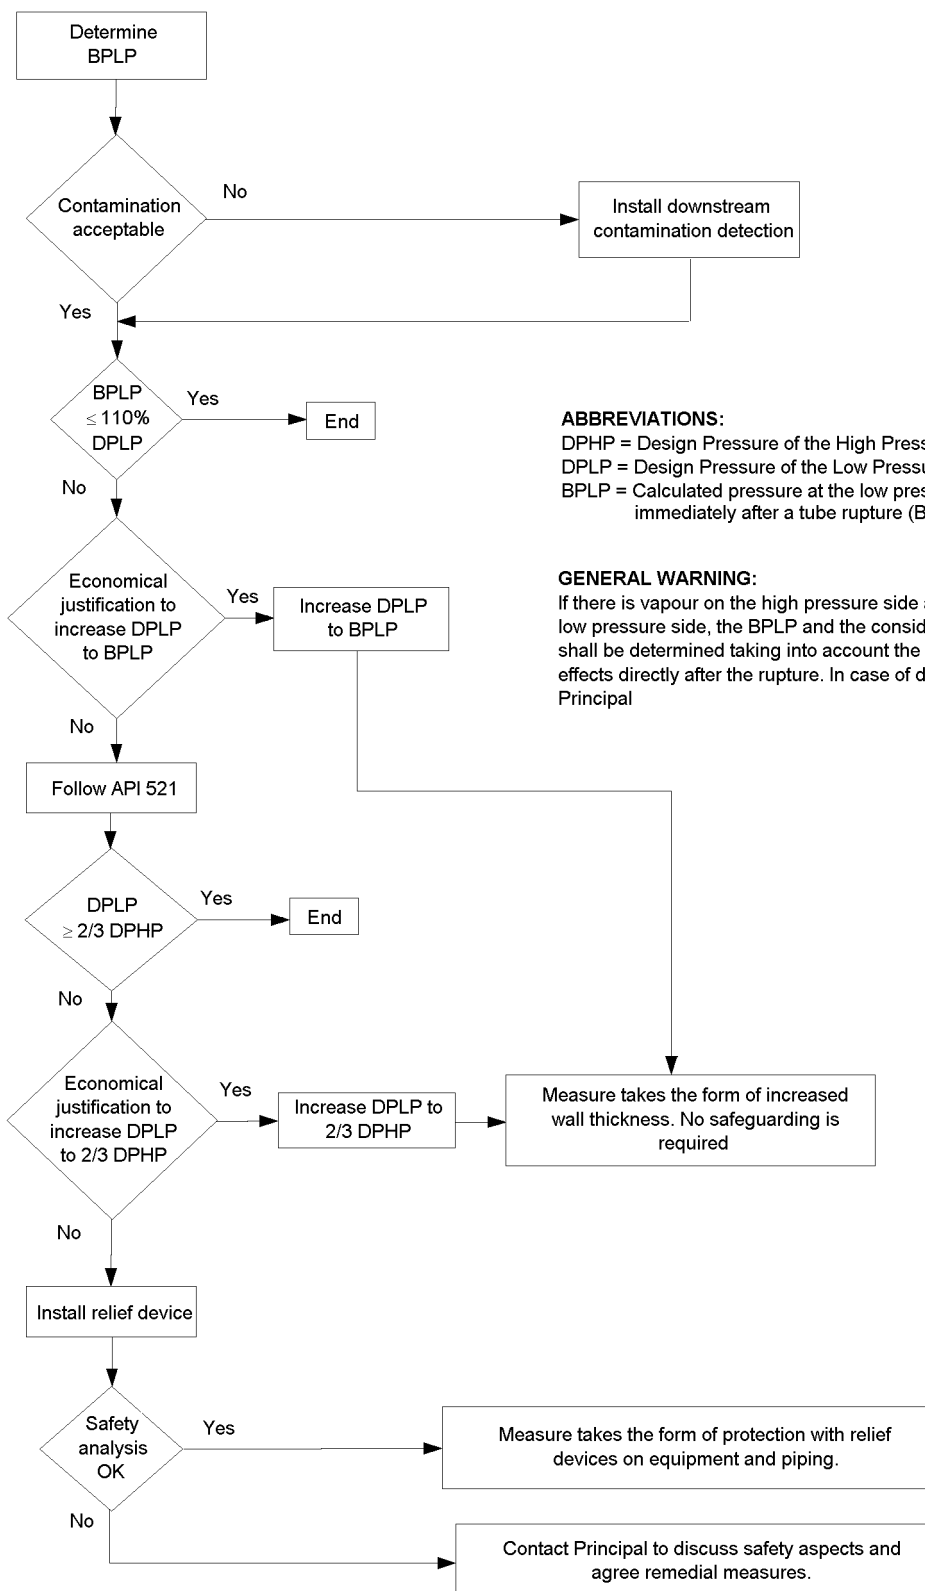 Determine
BPLP
Contamination
acceptable
No
Install downstream
contamination detection
Yes
BPLP
≤ 110%
DPLP
Yes
End
No
ABBREVIATIONS:
DPHP = Design Pressure of the High Press
DPLP = Design Pressure of the Low Pressu
BPLP = Calculated pressure at the low pres
immediately after a tube rupture (B
GENERAL WARNING:
If there is vapour on the high pressure side
low pressure side, the BPLP and the consid
shall be determined taking into account the
effects directly after the rupture. In case of d
Principal
Economical
justification to
increase DPLP
to BPLP
Yes
Increase DPLP
to BPLP
No
Follow API 521
DPLP
≥ 2/3 DPHP
Yes
End
No
Economical
justification to
increase DPLP
to 2/3 DPHP
Yes
Increase DPLP to
2/3 DPHP
Measure takes the form of increased
wall thickness. No safeguarding is
required
No
Install relief device
Safety
analysis
OK
Yes
Measure takes the form of protection with relief
devices on equipment and piping.
No
Contact Principal to discuss safety aspects and
agree remedial measures.